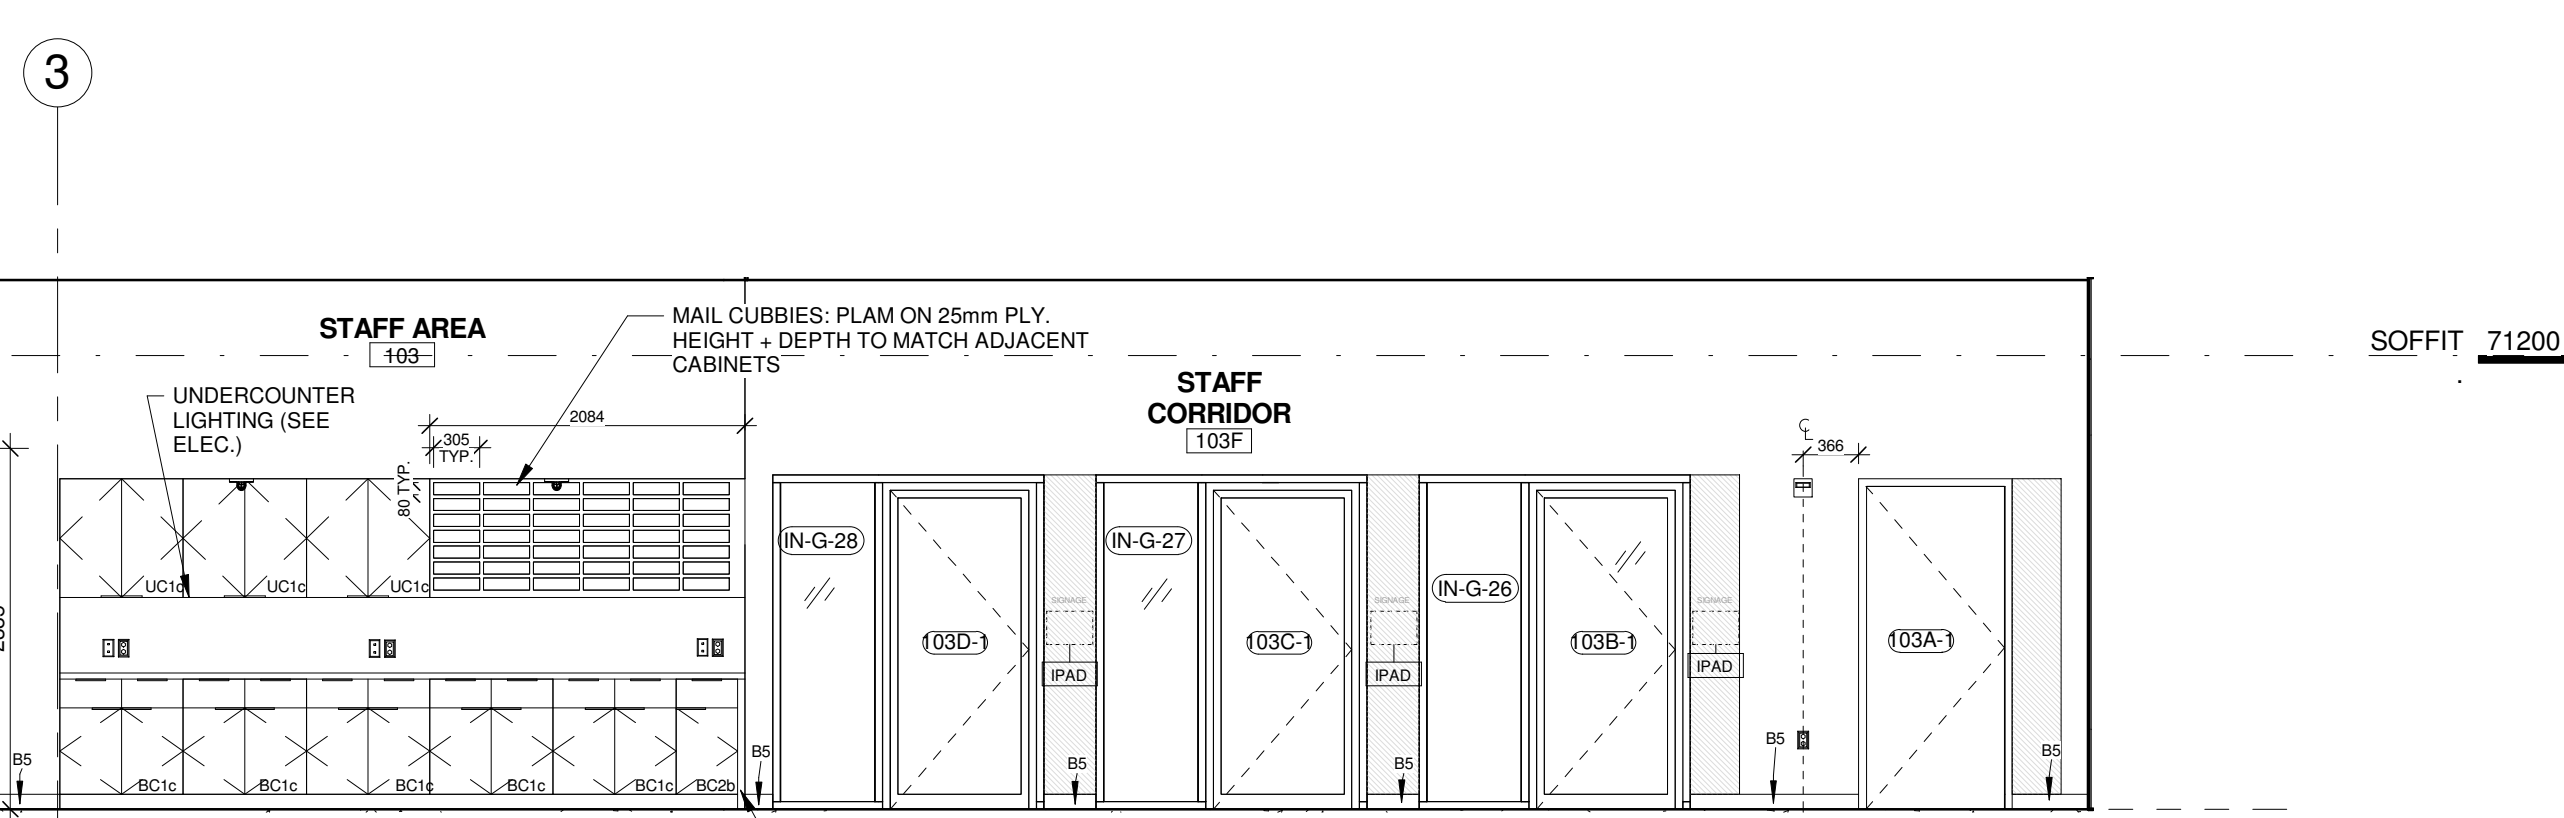 3
STAFF AREA
103
MAIL CUBBIES: PLAM ON 25mm PLY.
HEIGHT + DEPTH TO MATCH ADJACENT
CABINETS
SOFFIT 71200
UNDERCOUNTER
LIGHTING (SEE
ELEC.)
STAFF
CORRIDOR
103F
2084
305
TYP.
80 TYP.
366
IN-G-28
IN-G-27
IN-G-26
UC1c
UC1c
UC1c
SIGNAGE
SIGNAGE
SIGNAGE
103D-1
103C-1
103B-1
103A-1
IPAD
IPAD
IPAD
B5
B5
B5
B5
B5
B5
BC1c
BC1c
BC1c
BC1c
BC1c
BC2b